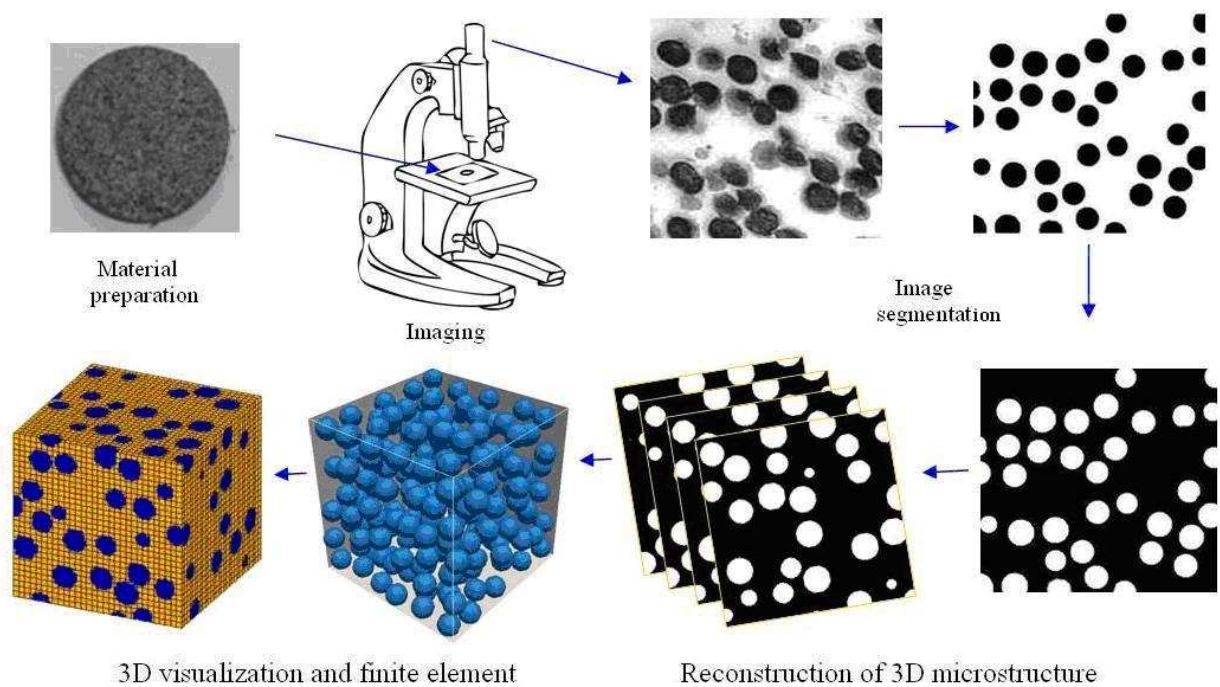 Material
preparation
Imaging
Image
segmentation
3D visualization and finite element
Reconstruction of 3D microstructure